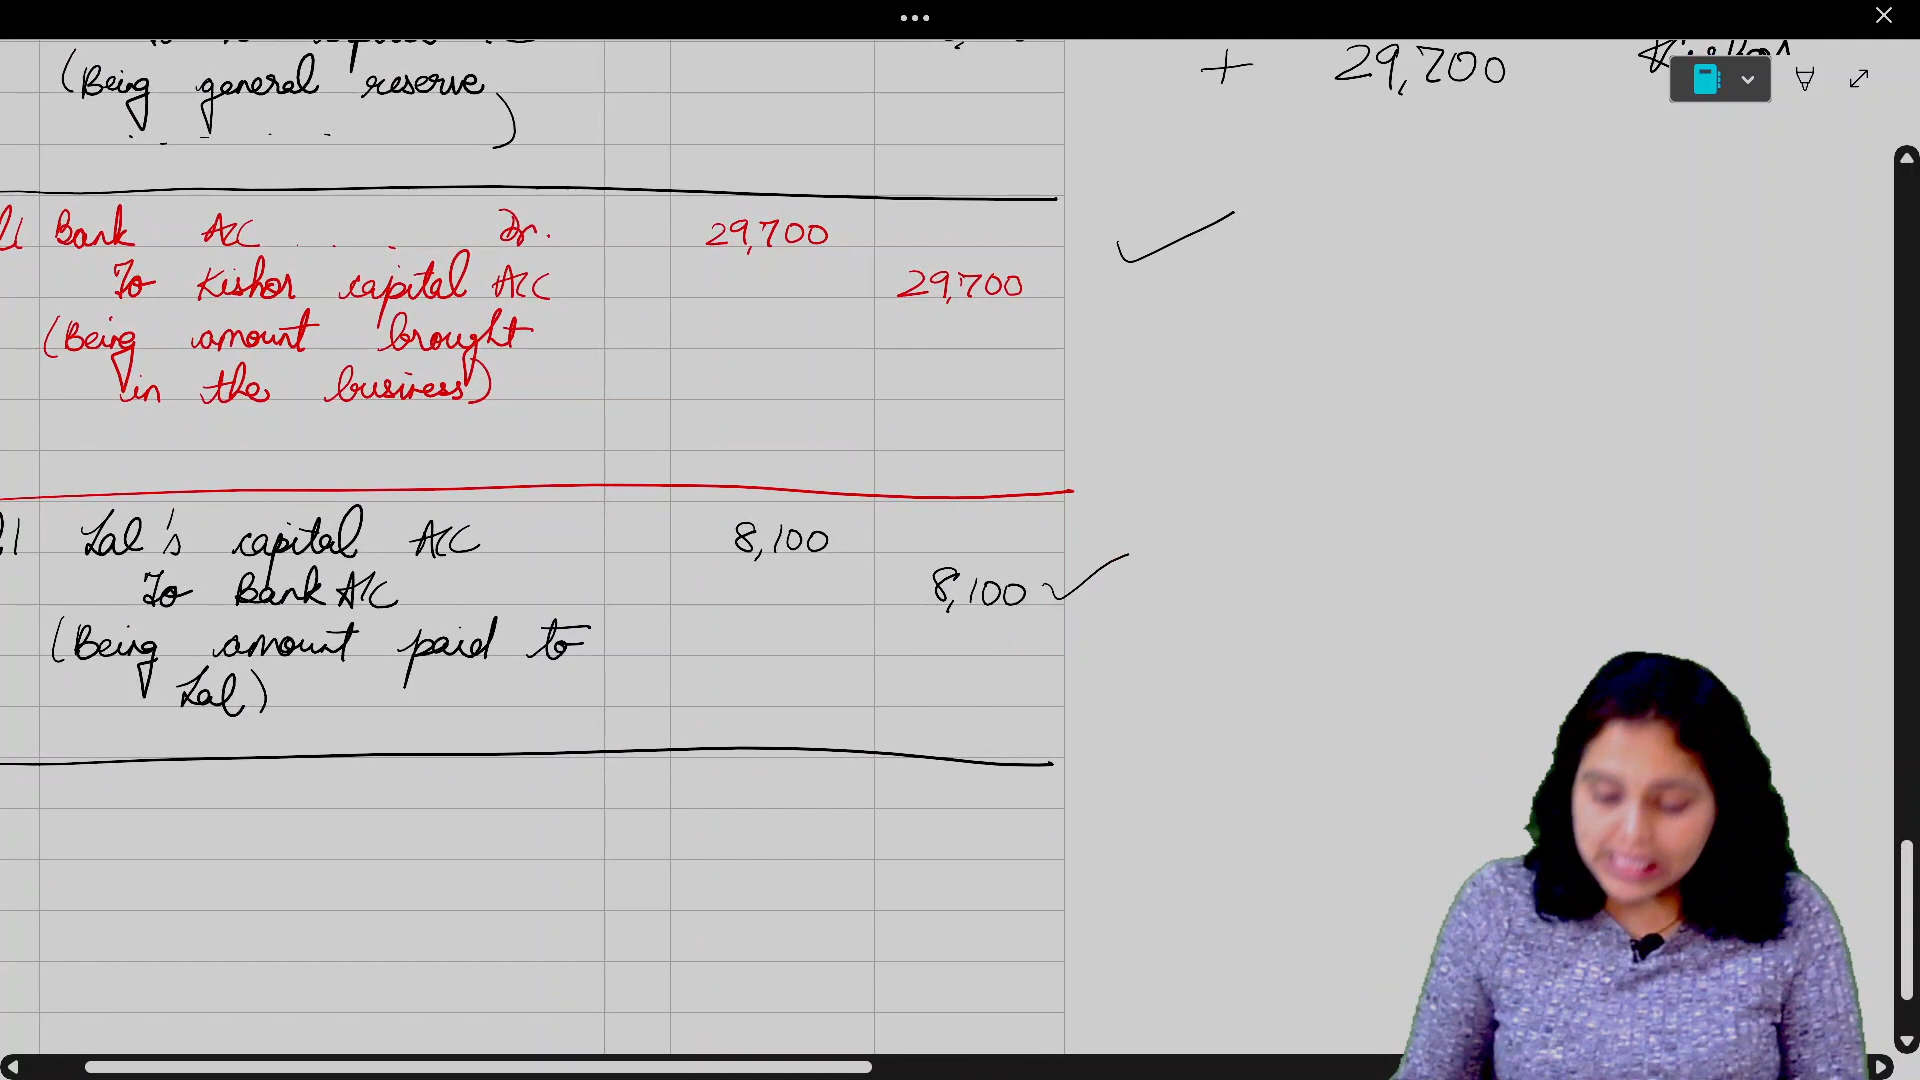 (Being general reserve
)
+ 29,700
Bank A/C . . . . Dr. 29,700
To Kishor capital A/C 29,700
(Being amount brought
in the business)
Lal's capital A/C 8,100
To Bank A/C 8,100
(Being amount paid to
Lal)